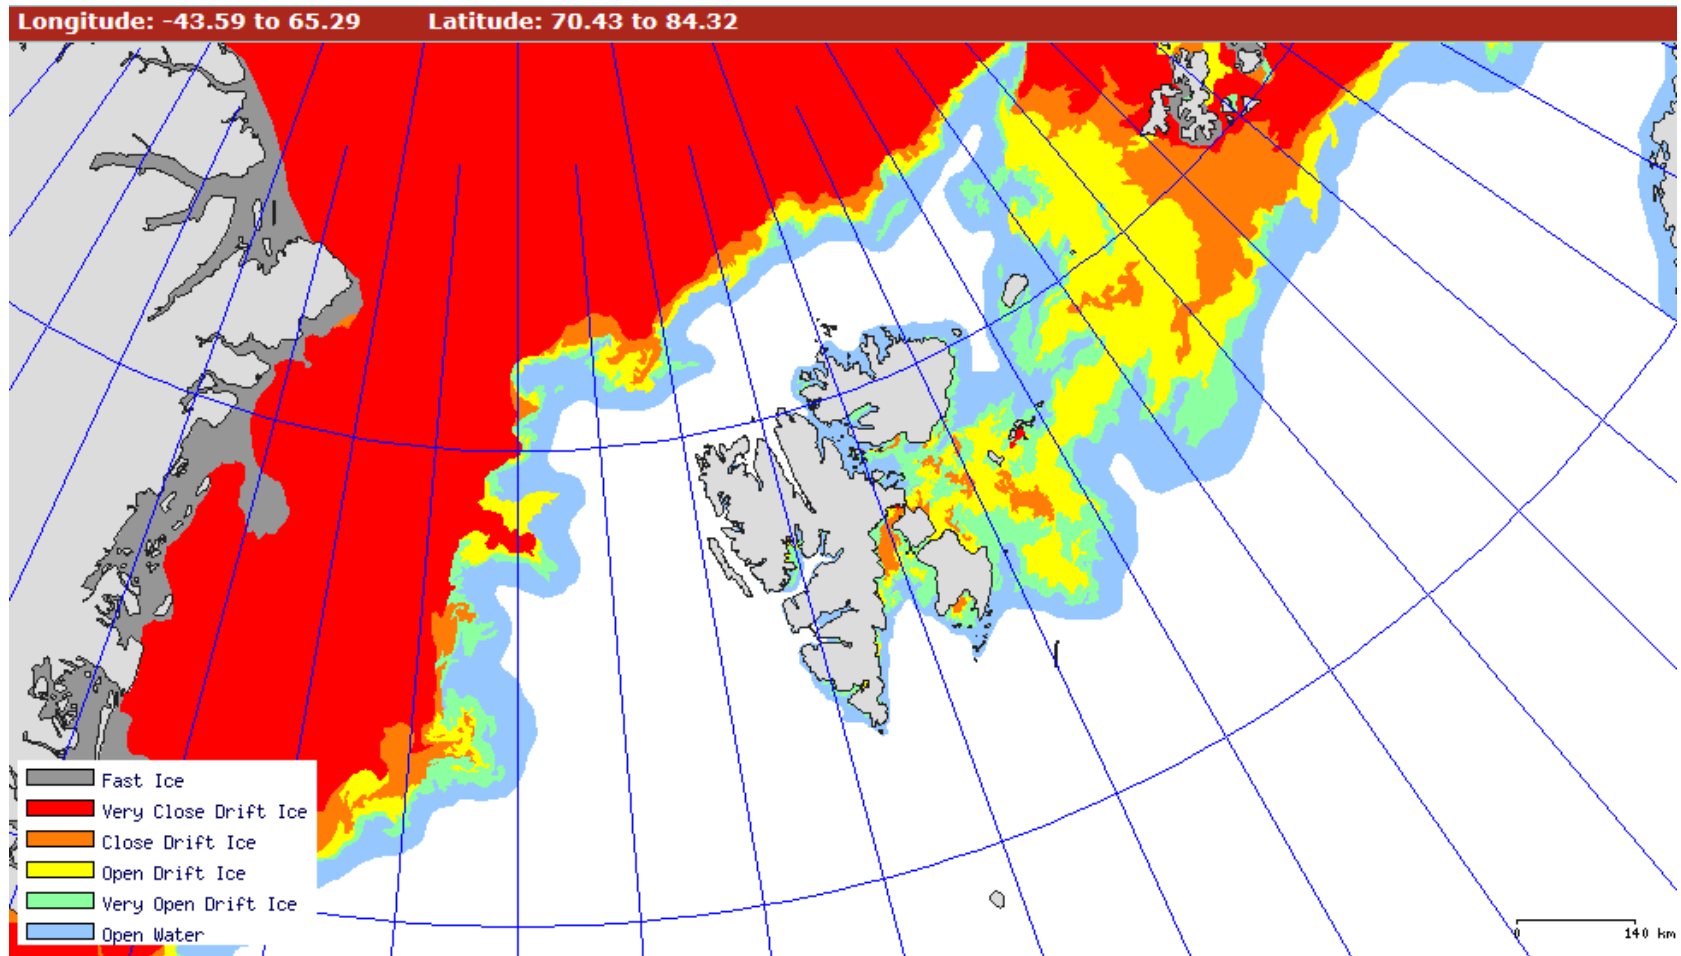 Longitude: -43.59 to 65.29 Latitude: 70.43 to 84.32
Fast Ice
Very Close Drift Ice
Close Drift Ice
Open Drift Ice
Very Open Drift Ice
Open Water
0 140 km